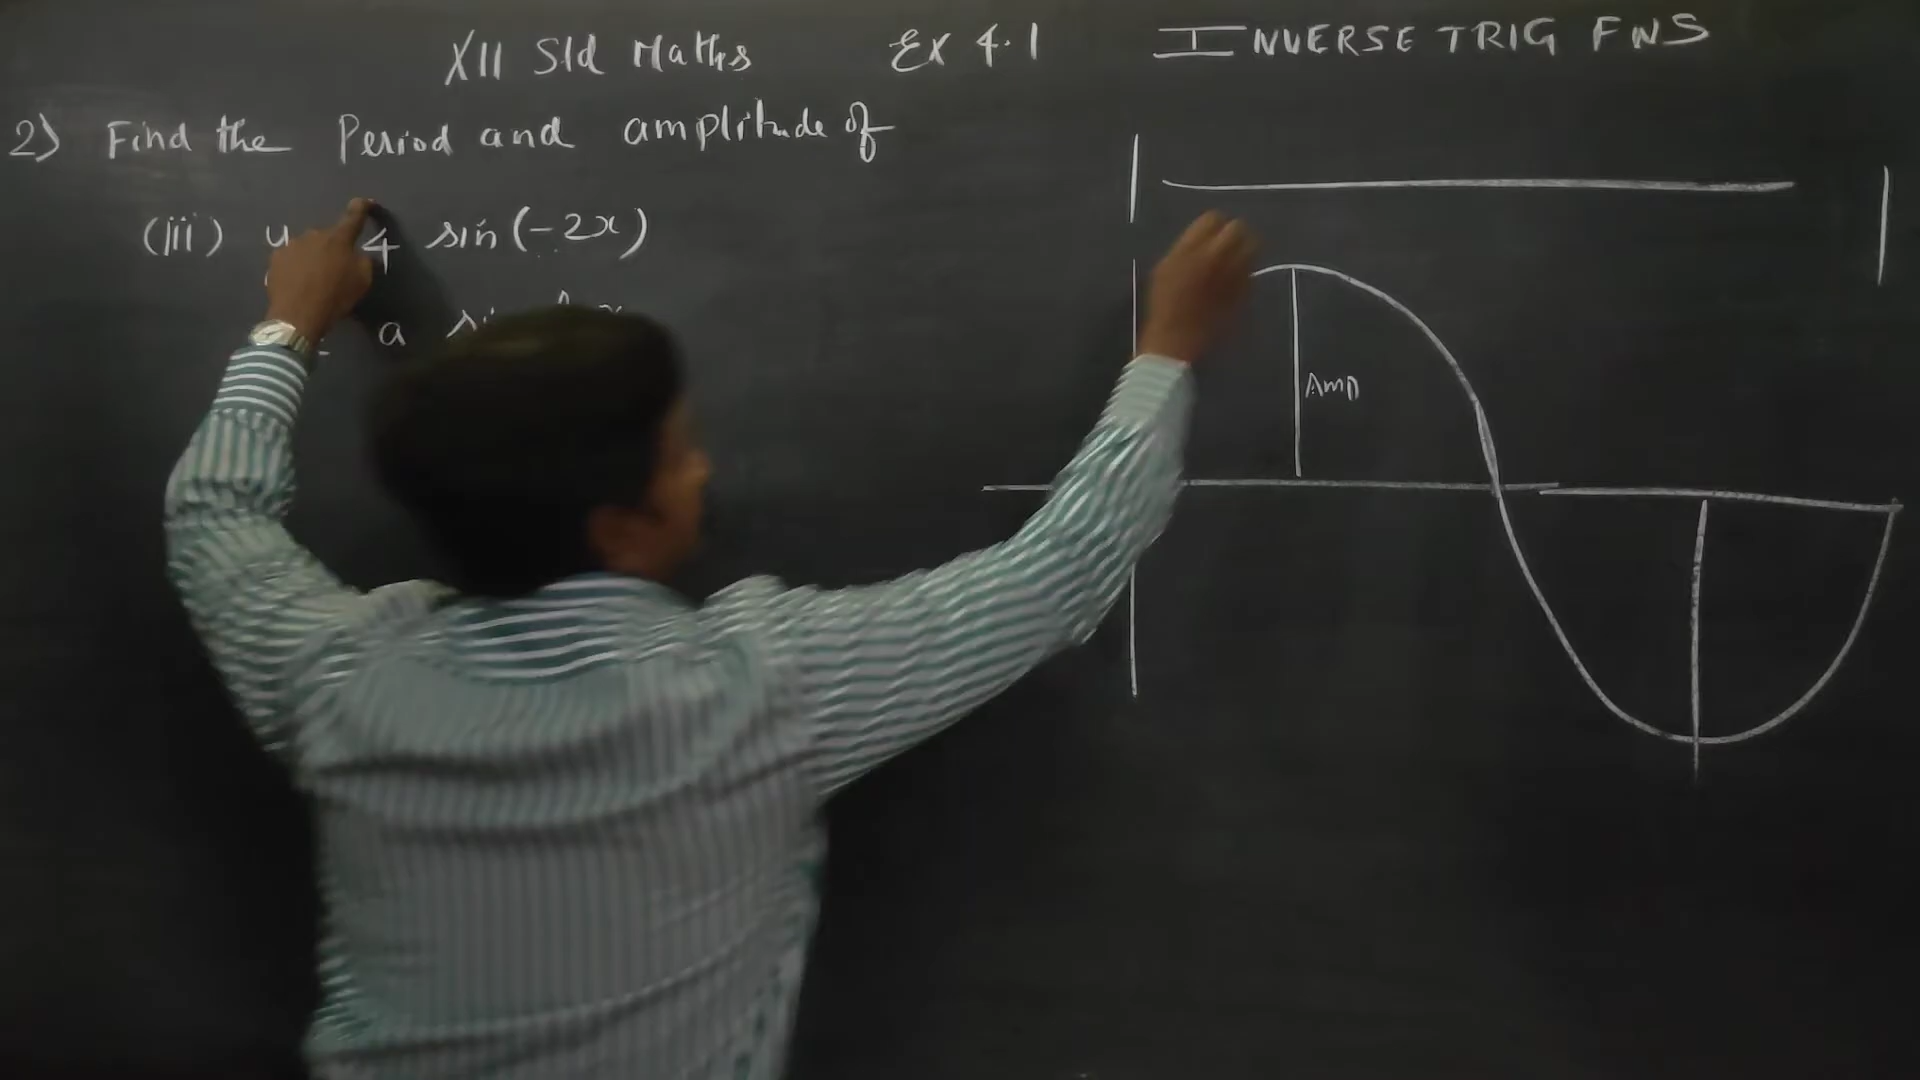 XII Std Maths Ex 4.1 INVERSE TRIG FNS
2) Find the Period and amplitude of
(iii) y 4 sin (-2x)
a
Amp